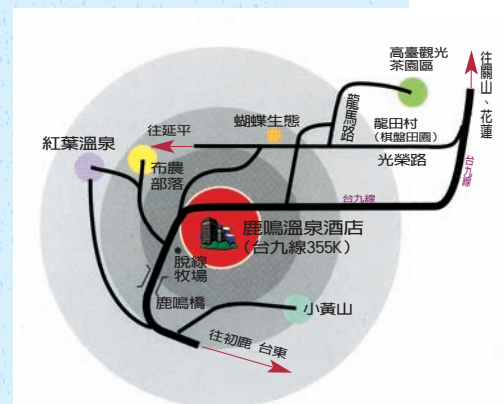 高臺觀光
茶園區
往關山、花蓮
龍馬路
蝴蝶生態
龍田村
(棋盤田園)
往延平
光榮路
台九線
紅葉溫泉
布農
部落
台九線
鹿鳴溫泉酒店
(台九線355K)
脫線
牧場
鹿鳴橋
小黃山
往初鹿 台東